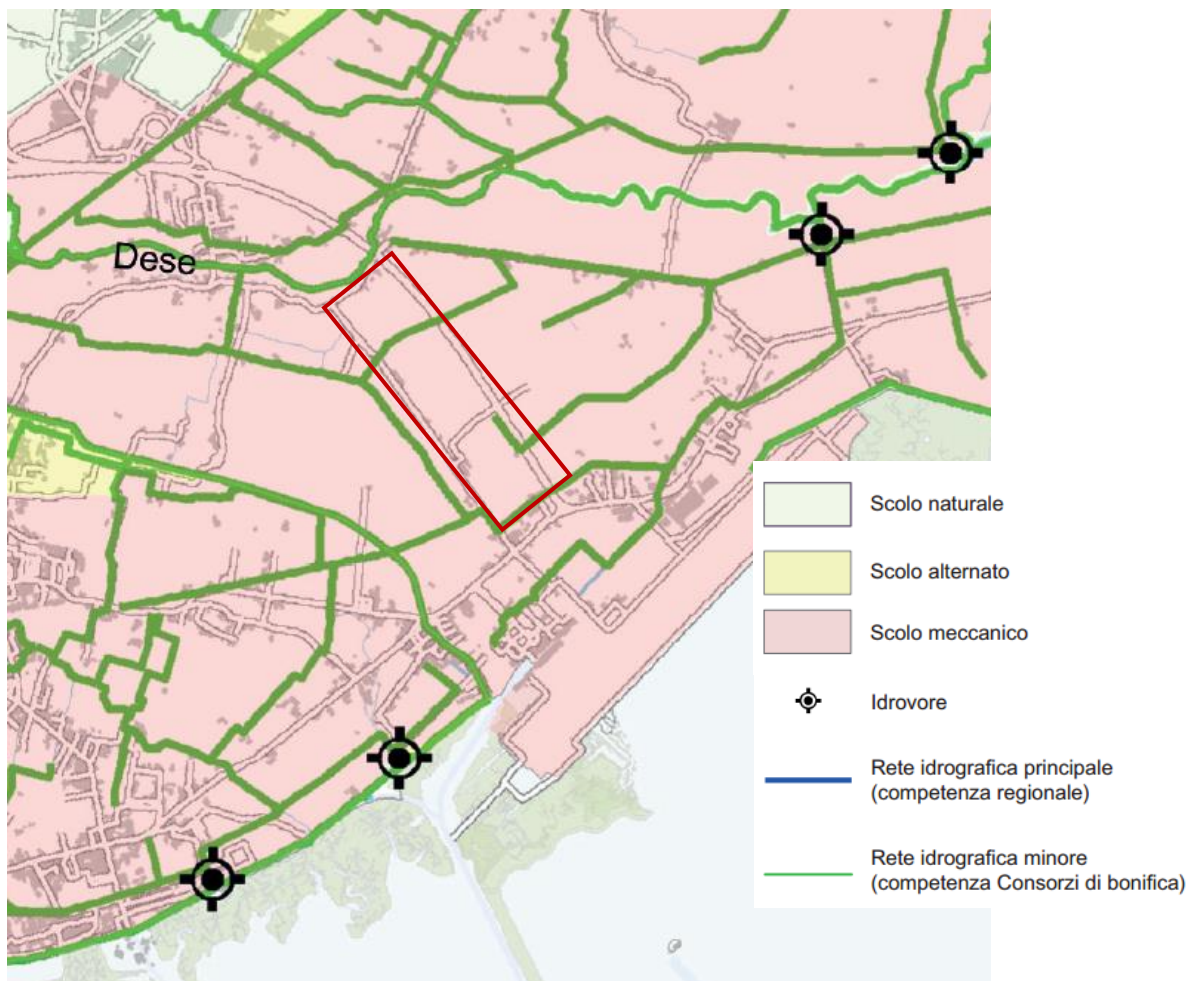 Dese
Scolo naturale
Scolo alternato
Scolo meccanico
Idrovore
Rete idrografica principale
(competenza regionale)
Rete idrografica minore
(competenza Consorzi di bonifica)